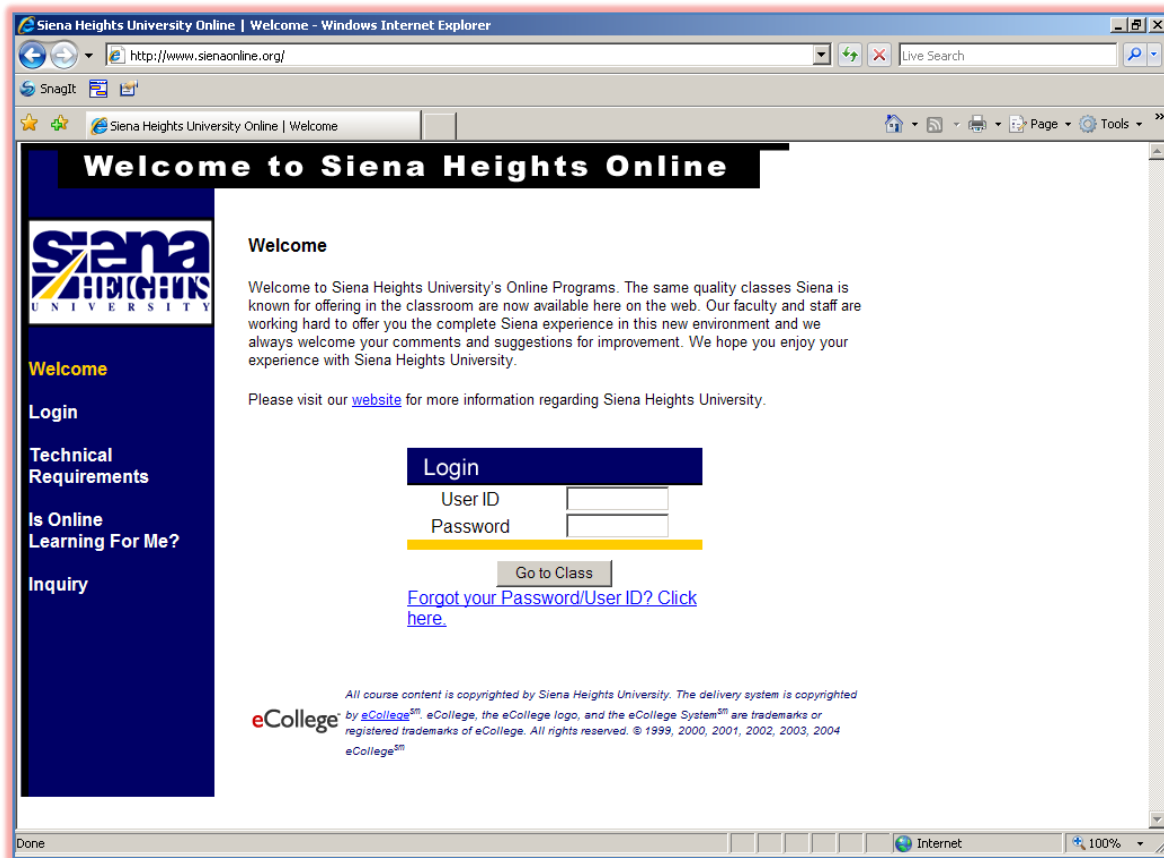 Siena Heights University Online | Welcome - Windows Internet Explorer
http://www.sienaonline.org/
Live Search
SnagIt
Siena Heights University Online | Welcome
Page
Tools
Welcome to Siena Heights Online
Siena
HEIGHTS
UNIVERSITY
Welcome
Login
Technical
Requirements
Is Online
Learning For Me?
Inquiry
Welcome
Welcome to Siena Heights University's Online Programs. The same quality classes Siena is
known for offering in the classroom are now available here on the web. Our faculty and staff are
working hard to offer you the complete Siena experience in this new environment and we
always welcome your comments and suggestions for improvement. We hope you enjoy your
experience with Siena Heights University.
Please visit our website for more information regarding Siena Heights University.
Login
User ID
Password
Go to Class
Forgot your Password/User ID? Click
here.
eCollege
All course content is copyrighted by Siena Heights University. The delivery system is copyrighted
by eCollege℠. eCollege, the eCollege logo, and the eCollege System℠ are trademarks or
registered trademarks of eCollege. All rights reserved. © 1999, 2000, 2001, 2002, 2003, 2004
eCollege℠
Done
Internet
100%